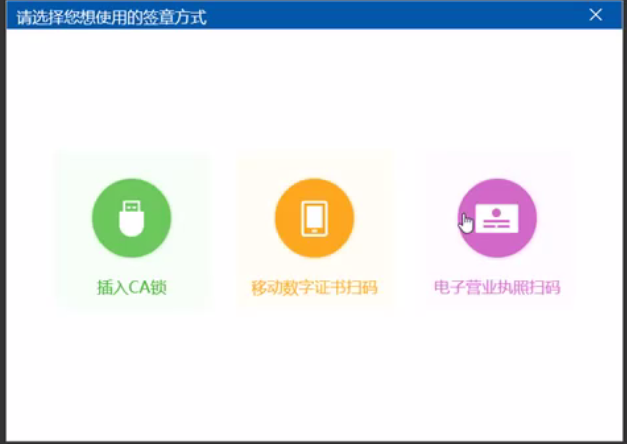 请选择您想使用的签章方式
插入CA锁
移动数字证书扫码
电子营业执照扫码